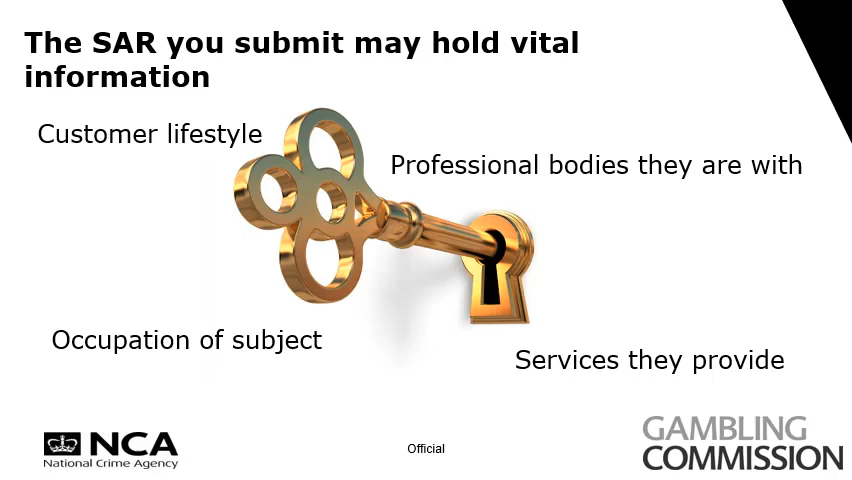 The SAR you submit may hold vital
information
Customer lifestyle
Professional bodies they are with
Occupation of subject
Services they provide
NCA
National Crime Agency
Official
GAMBLING
COMMISSION